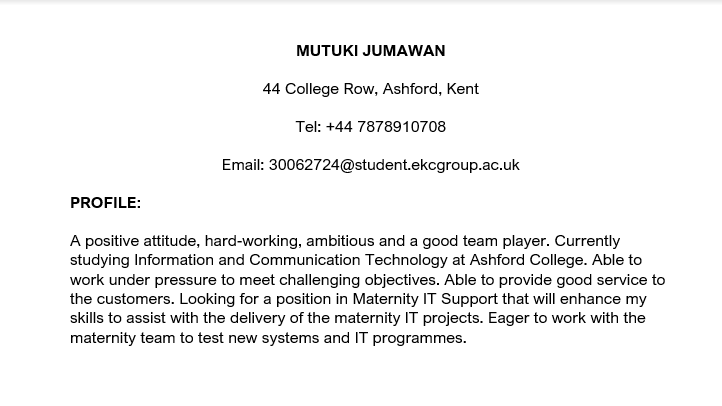 MUTUKI JUMAWAN
44 College Row, Ashford, Kent
Tel: +44 7878910708
Email: 30062724@student.ekcgroup.ac.uk
PROFILE:
A positive attitude, hard-working, ambitious and a good team player. Currently
studying Information and Communication Technology at Ashford College. Able to
work under pressure to meet challenging objectives. Able to provide good service to
the customers. Looking for a position in Maternity IT Support that will enhance my
skills to assist with the delivery of the maternity IT projects. Eager to work with the
maternity team to test new systems and IT programmes.